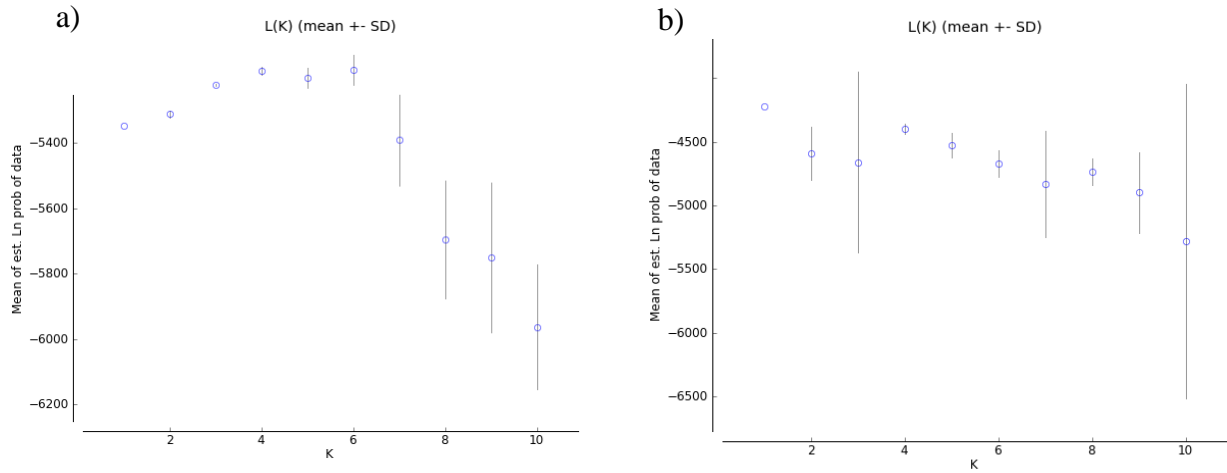 a)
L(K) (mean +- SD)
Mean of est. Ln prob of data
−5400
−5600
−5800
−6000
−6200
2 4 6 8 10
K
b)
L(K) (mean +- SD)
Mean of est. Ln prob of data
−4500
−5000
−5500
−6000
−6500
2 4 6 8 10
K